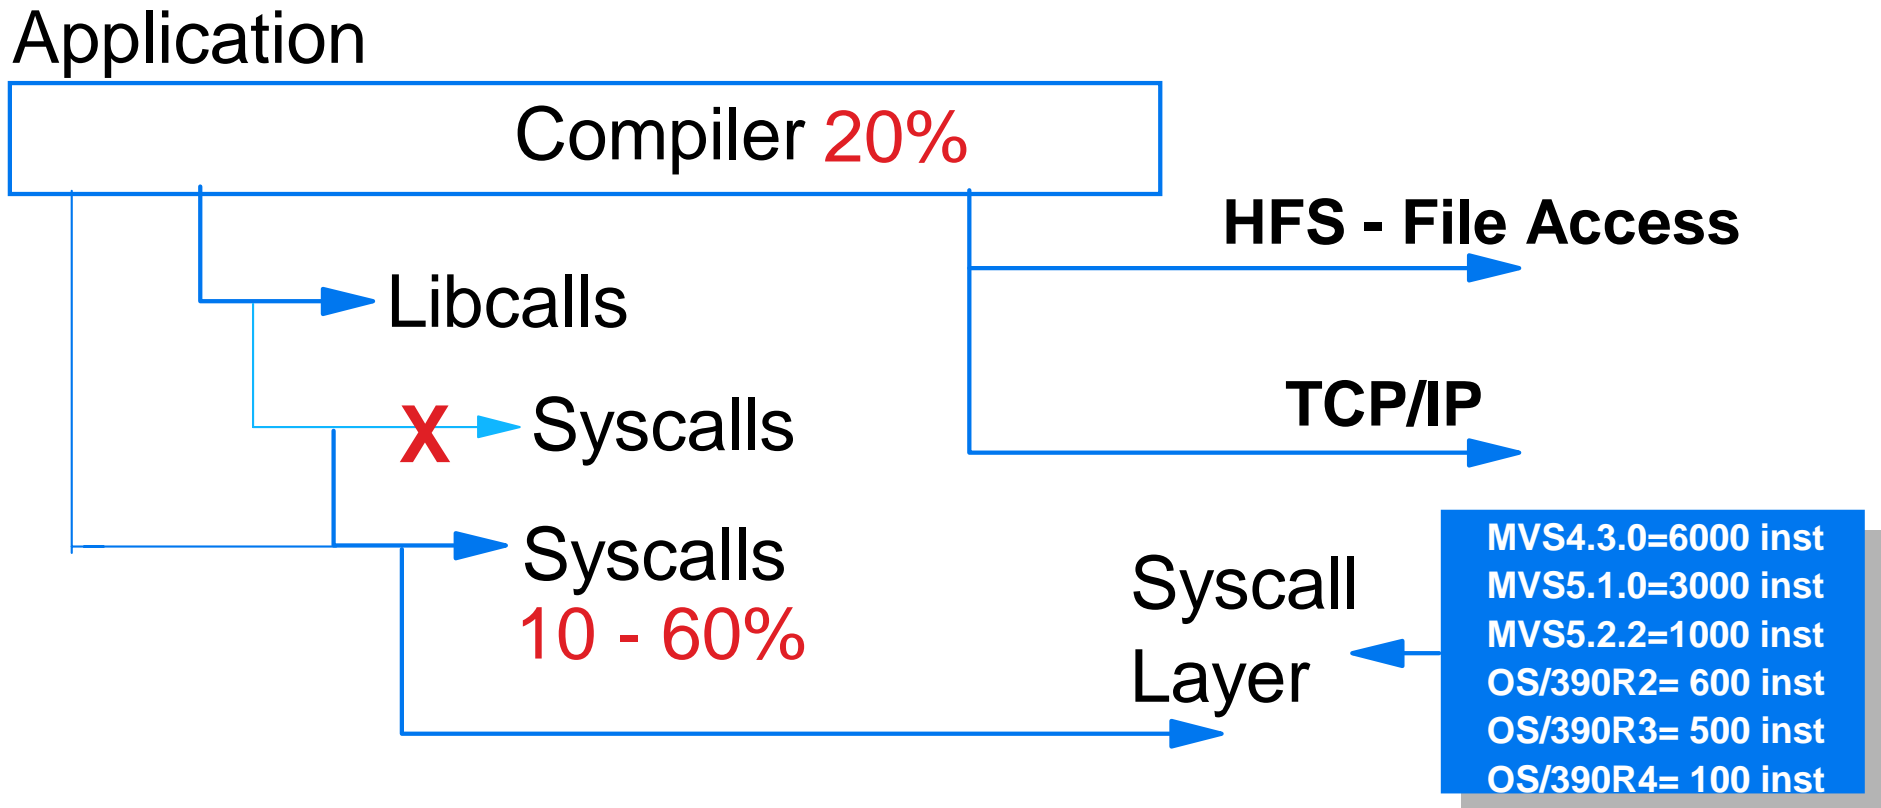 Application
Compiler 20%
HFS - File Access
Libcalls
TCP/IP
X
Syscalls
Syscalls
10 - 60%
Syscall
Layer
MVS4.3.0=6000 inst
MVS5.1.0=3000 inst
MVS5.2.2=1000 inst
OS/390R2= 600 inst
OS/390R3= 500 inst
OS/390R4= 100 inst